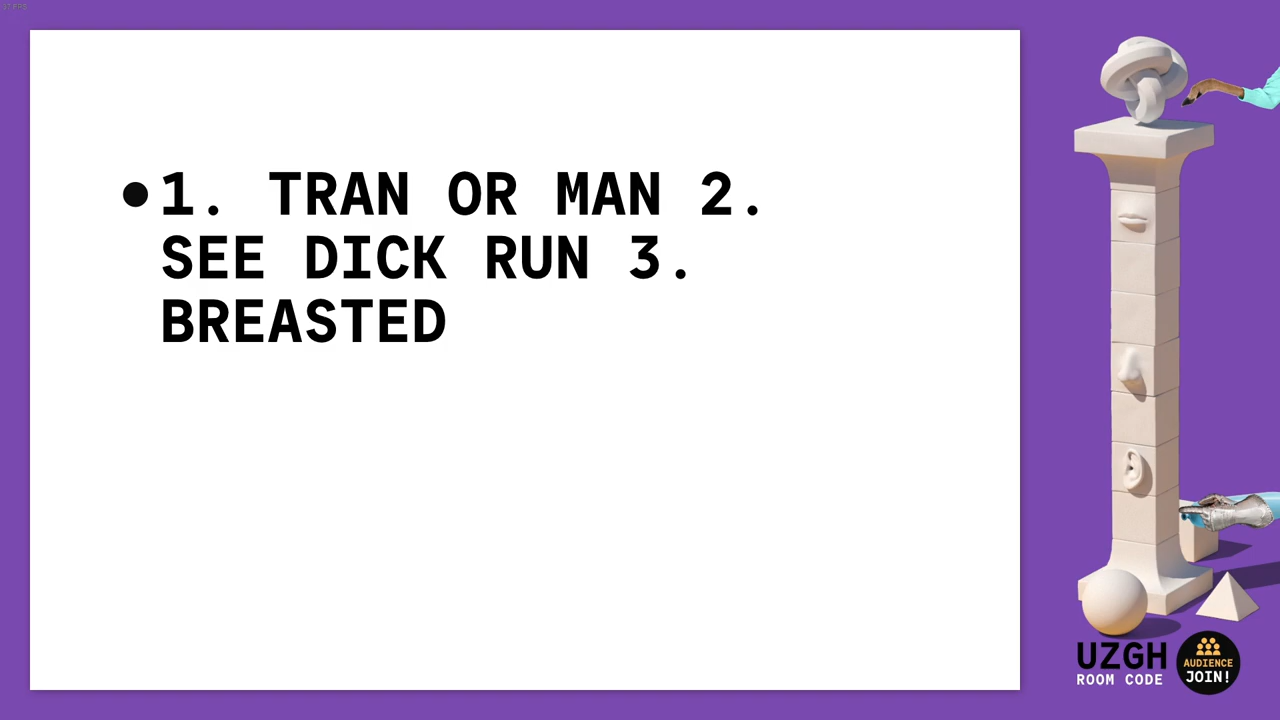 ● 1. TRAN OR MAN 2.
SEE DICK RUN 3.
BREASTED
UZGH
ROOM CODE
AUDIENCE
JOIN!